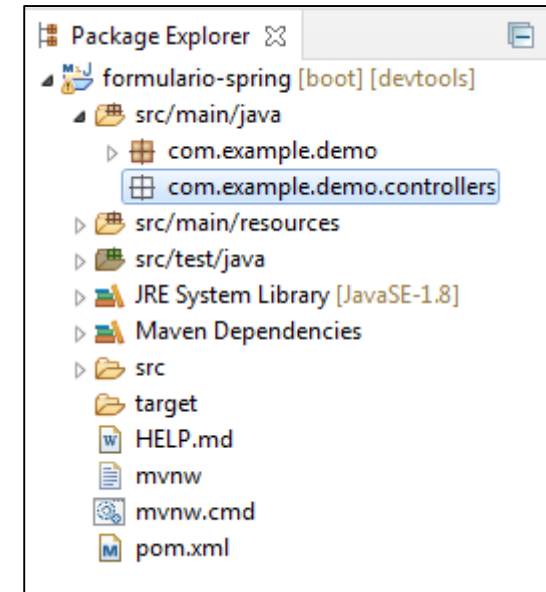 Package Explorer
formulario-spring [boot] [devtools]
src/main/java
com.example.demo
com.example.demo.controllers
src/main/resources
src/test/java
JRE System Library [JavaSE-1.8]
Maven Dependencies
src
target
HELP.md
mvnw
mvnw.cmd
pom.xml